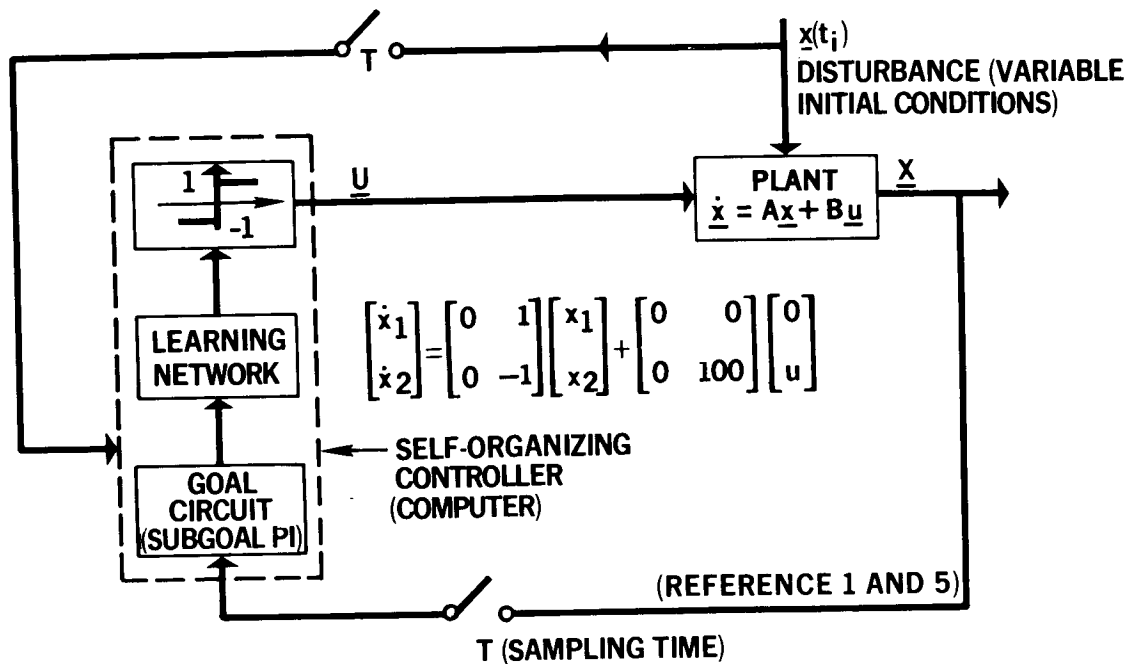 T
x(tᵢ)
DISTURBANCE (VARIABLE
INITIAL CONDITIONS)
1
-1
U
PLANT
ẋ = Ax + Bu
X
[ẋ₁] = [0 1] [x₁] + [0 0] [0]
[ẋ₂] = [0 -1] [x₂] + [0 100] [u]
LEARNING
NETWORK
SELF-ORGANIZING
CONTROLLER
(COMPUTER)
GOAL
CIRCUIT
(SUBGOAL PI)
(REFERENCE 1 AND 5)
T (SAMPLING TIME)